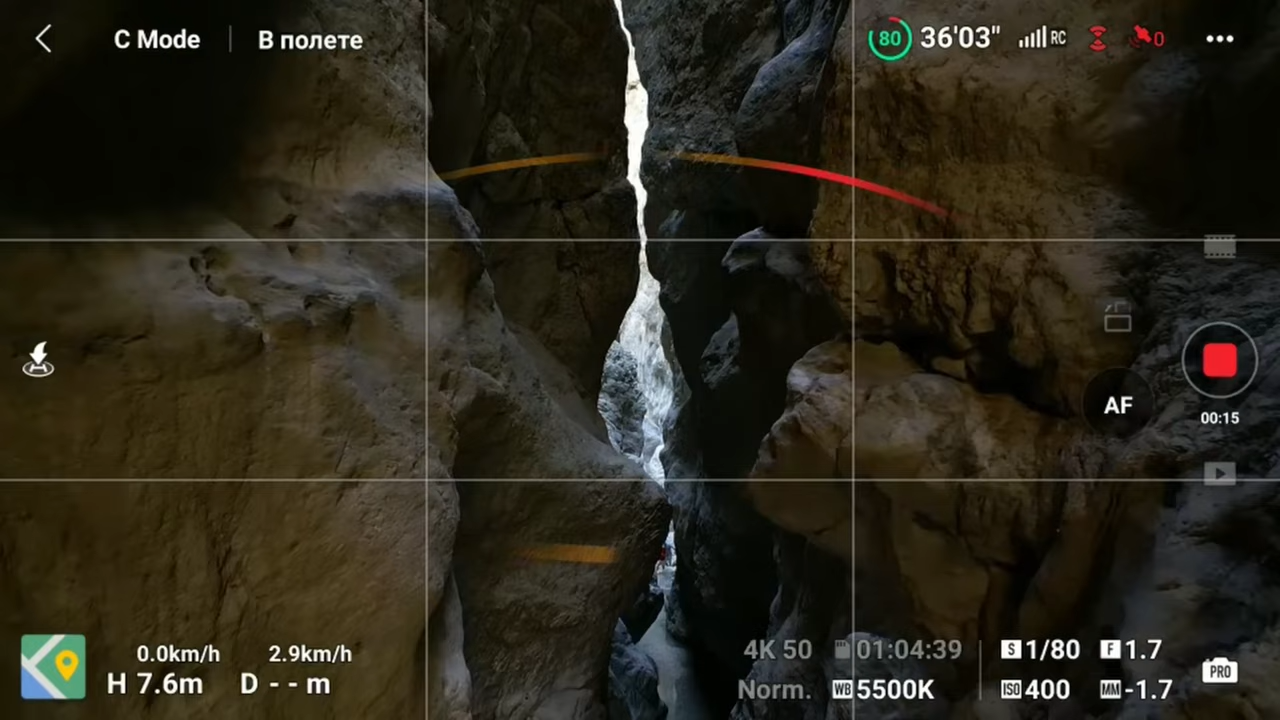 C Mode | В полете
80 36'03" RC 0
AF
00:15
0.0km/h 2.9km/h
H 7.6m D - - m
4K 50 01:04:39
Norm. WB 5500K
S 1/80 F 1.7
ISO 400 MM -1.7
PRO